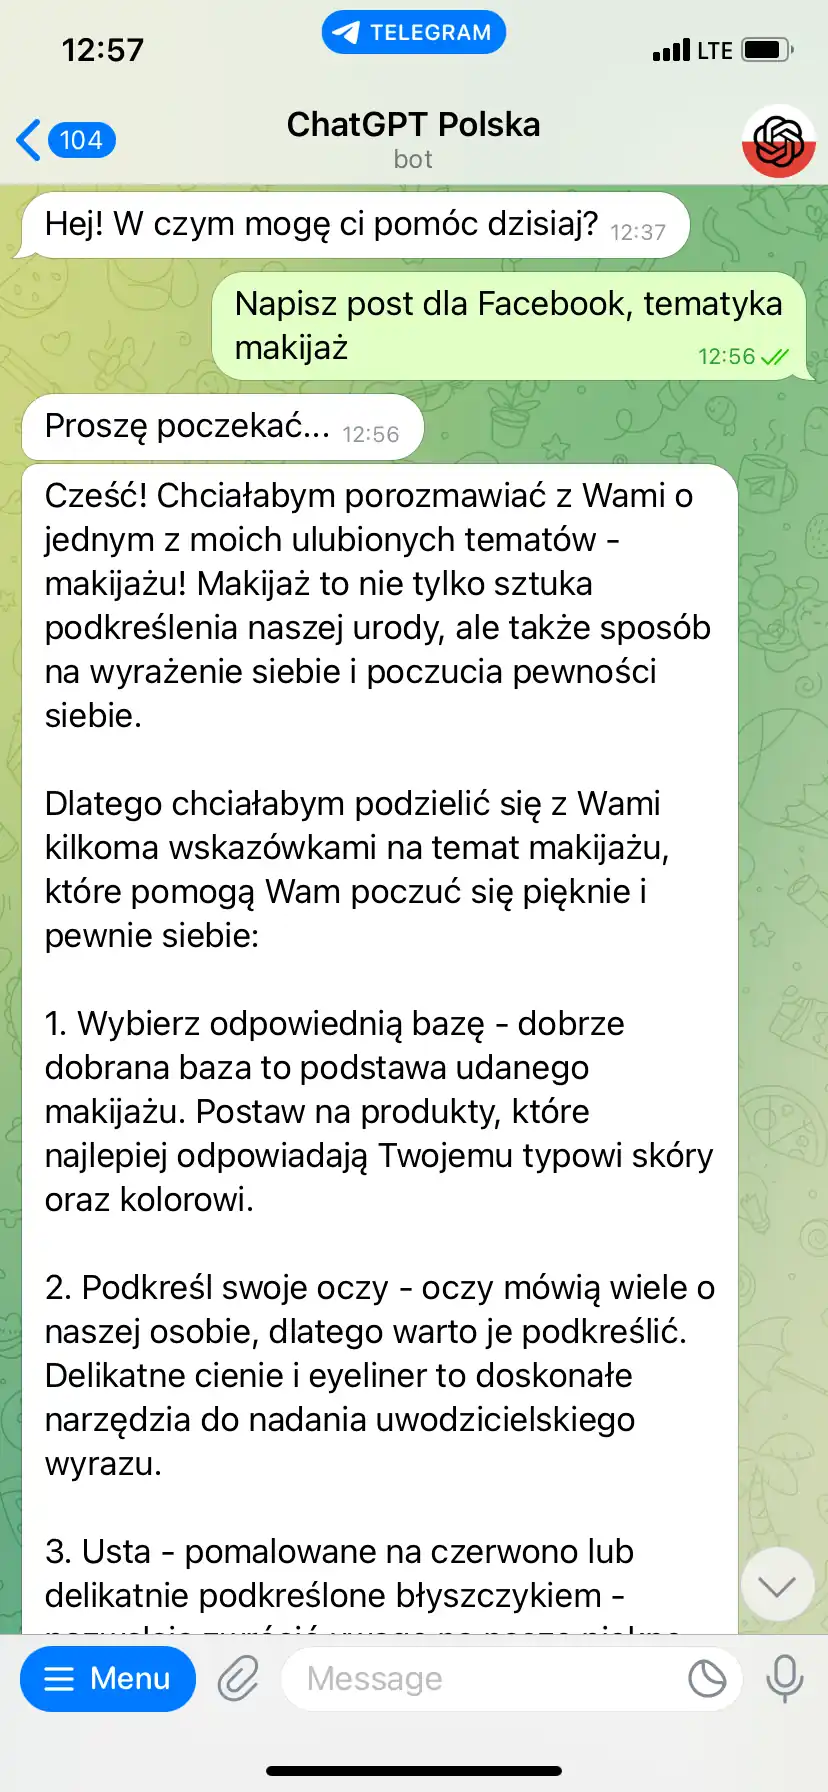 12:57
TELEGRAM
LTE
104
ChatGPT Polska
bot
Hej! W czym mogę ci pomóc dzisiaj? 12:37
Napisz post dla Facebook, tematyka
makijaż
12:56
Proszę poczekać... 12:56
Cześć! Chciałabym porozmawiać z Wami o
jednym z moich ulubionych tematów -
makijażu! Makijaż to nie tylko sztuka
podkreślenia naszej urody, ale także sposób
na wyrażenie siebie i poczucia pewności
siebie.
Dlatego chciałabym podzielić się z Wami
kilkoma wskazówkami na temat makijażu,
które pomogą Wam poczuć się pięknie i
pewnie siebie:
1. Wybierz odpowiednią bazę - dobrze
dobrana baza to podstawa udanego
makijażu. Postaw na produkty, które
najlepiej odpowiadają Twojemu typowi skóry
oraz kolorowi.
2. Podkreśl swoje oczy - oczy mówią wiele o
naszej osobie, dlatego warto je podkreślić.
Delikatne cienie i eyeliner to doskonałe
narzędzia do nadania uwodzicielskiego
wyrazu.
3. Usta - pomalowane na czerwono lub
delikatnie podkreślone błyszczykiem -
Menu
Message